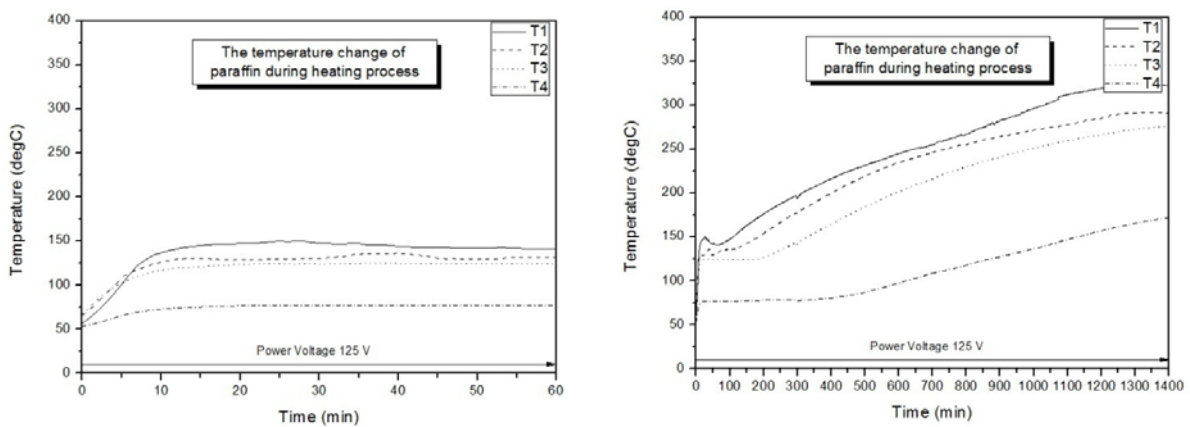 400
350
300
250
200
150
100
50
0
Temperature (degC)
The temperature change of
paraffin during heating process
T1
T2
T3
T4
Power Voltage 125 V
0 10 20 30 40 50 60
Time (min)
400
350
300
250
200
150
100
50
0
Temperature (degC)
The temperature change of
paraffin during heating process
T1
T2
T3
T4
Power Voltage 125 V
0 100 200 300 400 500 600 700 800 900 1000 1100 1200 1300 1400
Time (min)